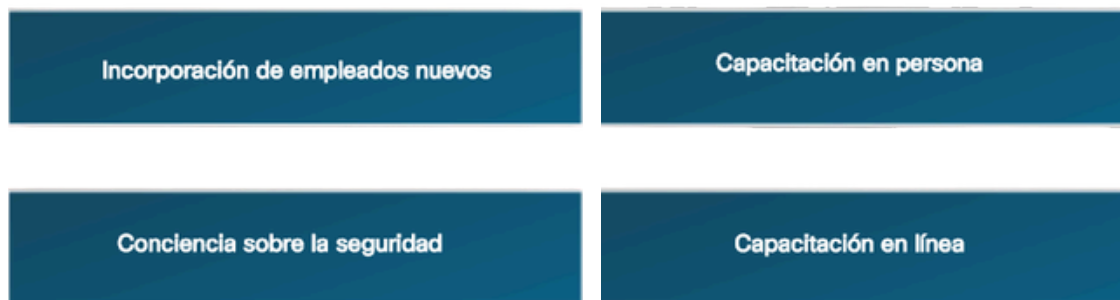 Incorporación de empleados nuevos
Capacitación en persona
Conciencia sobre la seguridad
Capacitación en línea